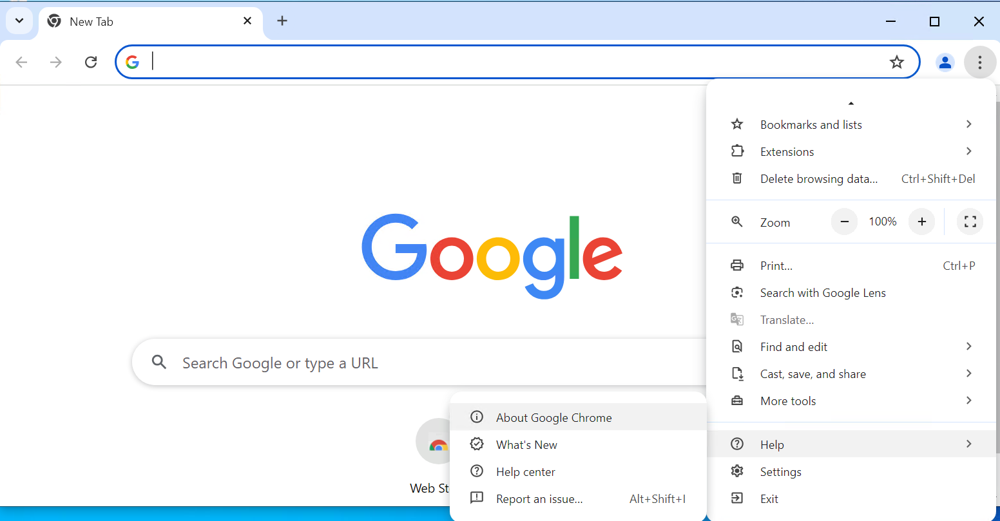 New Tab
Bookmarks and lists
Extensions
Delete browsing data... Ctrl+Shift+Del
Zoom 100%
Print... Ctrl+P
Search with Google Lens
Translate...
Find and edit
Cast, save, and share
More tools
Help
Settings
Exit
Google
Search Google or type a URL
Web St
About Google Chrome
What's New
Help center
Report an issue... Alt+Shift+I